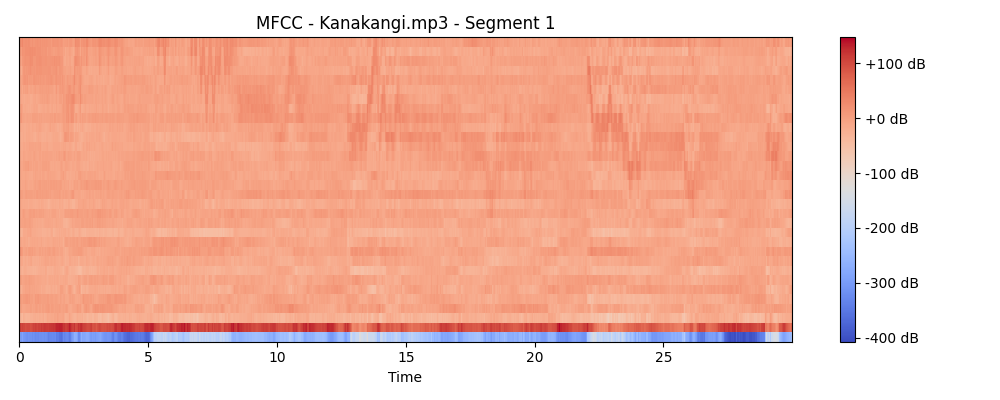 MFCC - Kanakangi.mp3 - Segment 1
+100 dB
+0 dB
-100 dB
-200 dB
-300 dB
-400 dB
0 5 10 15 20 25
Time